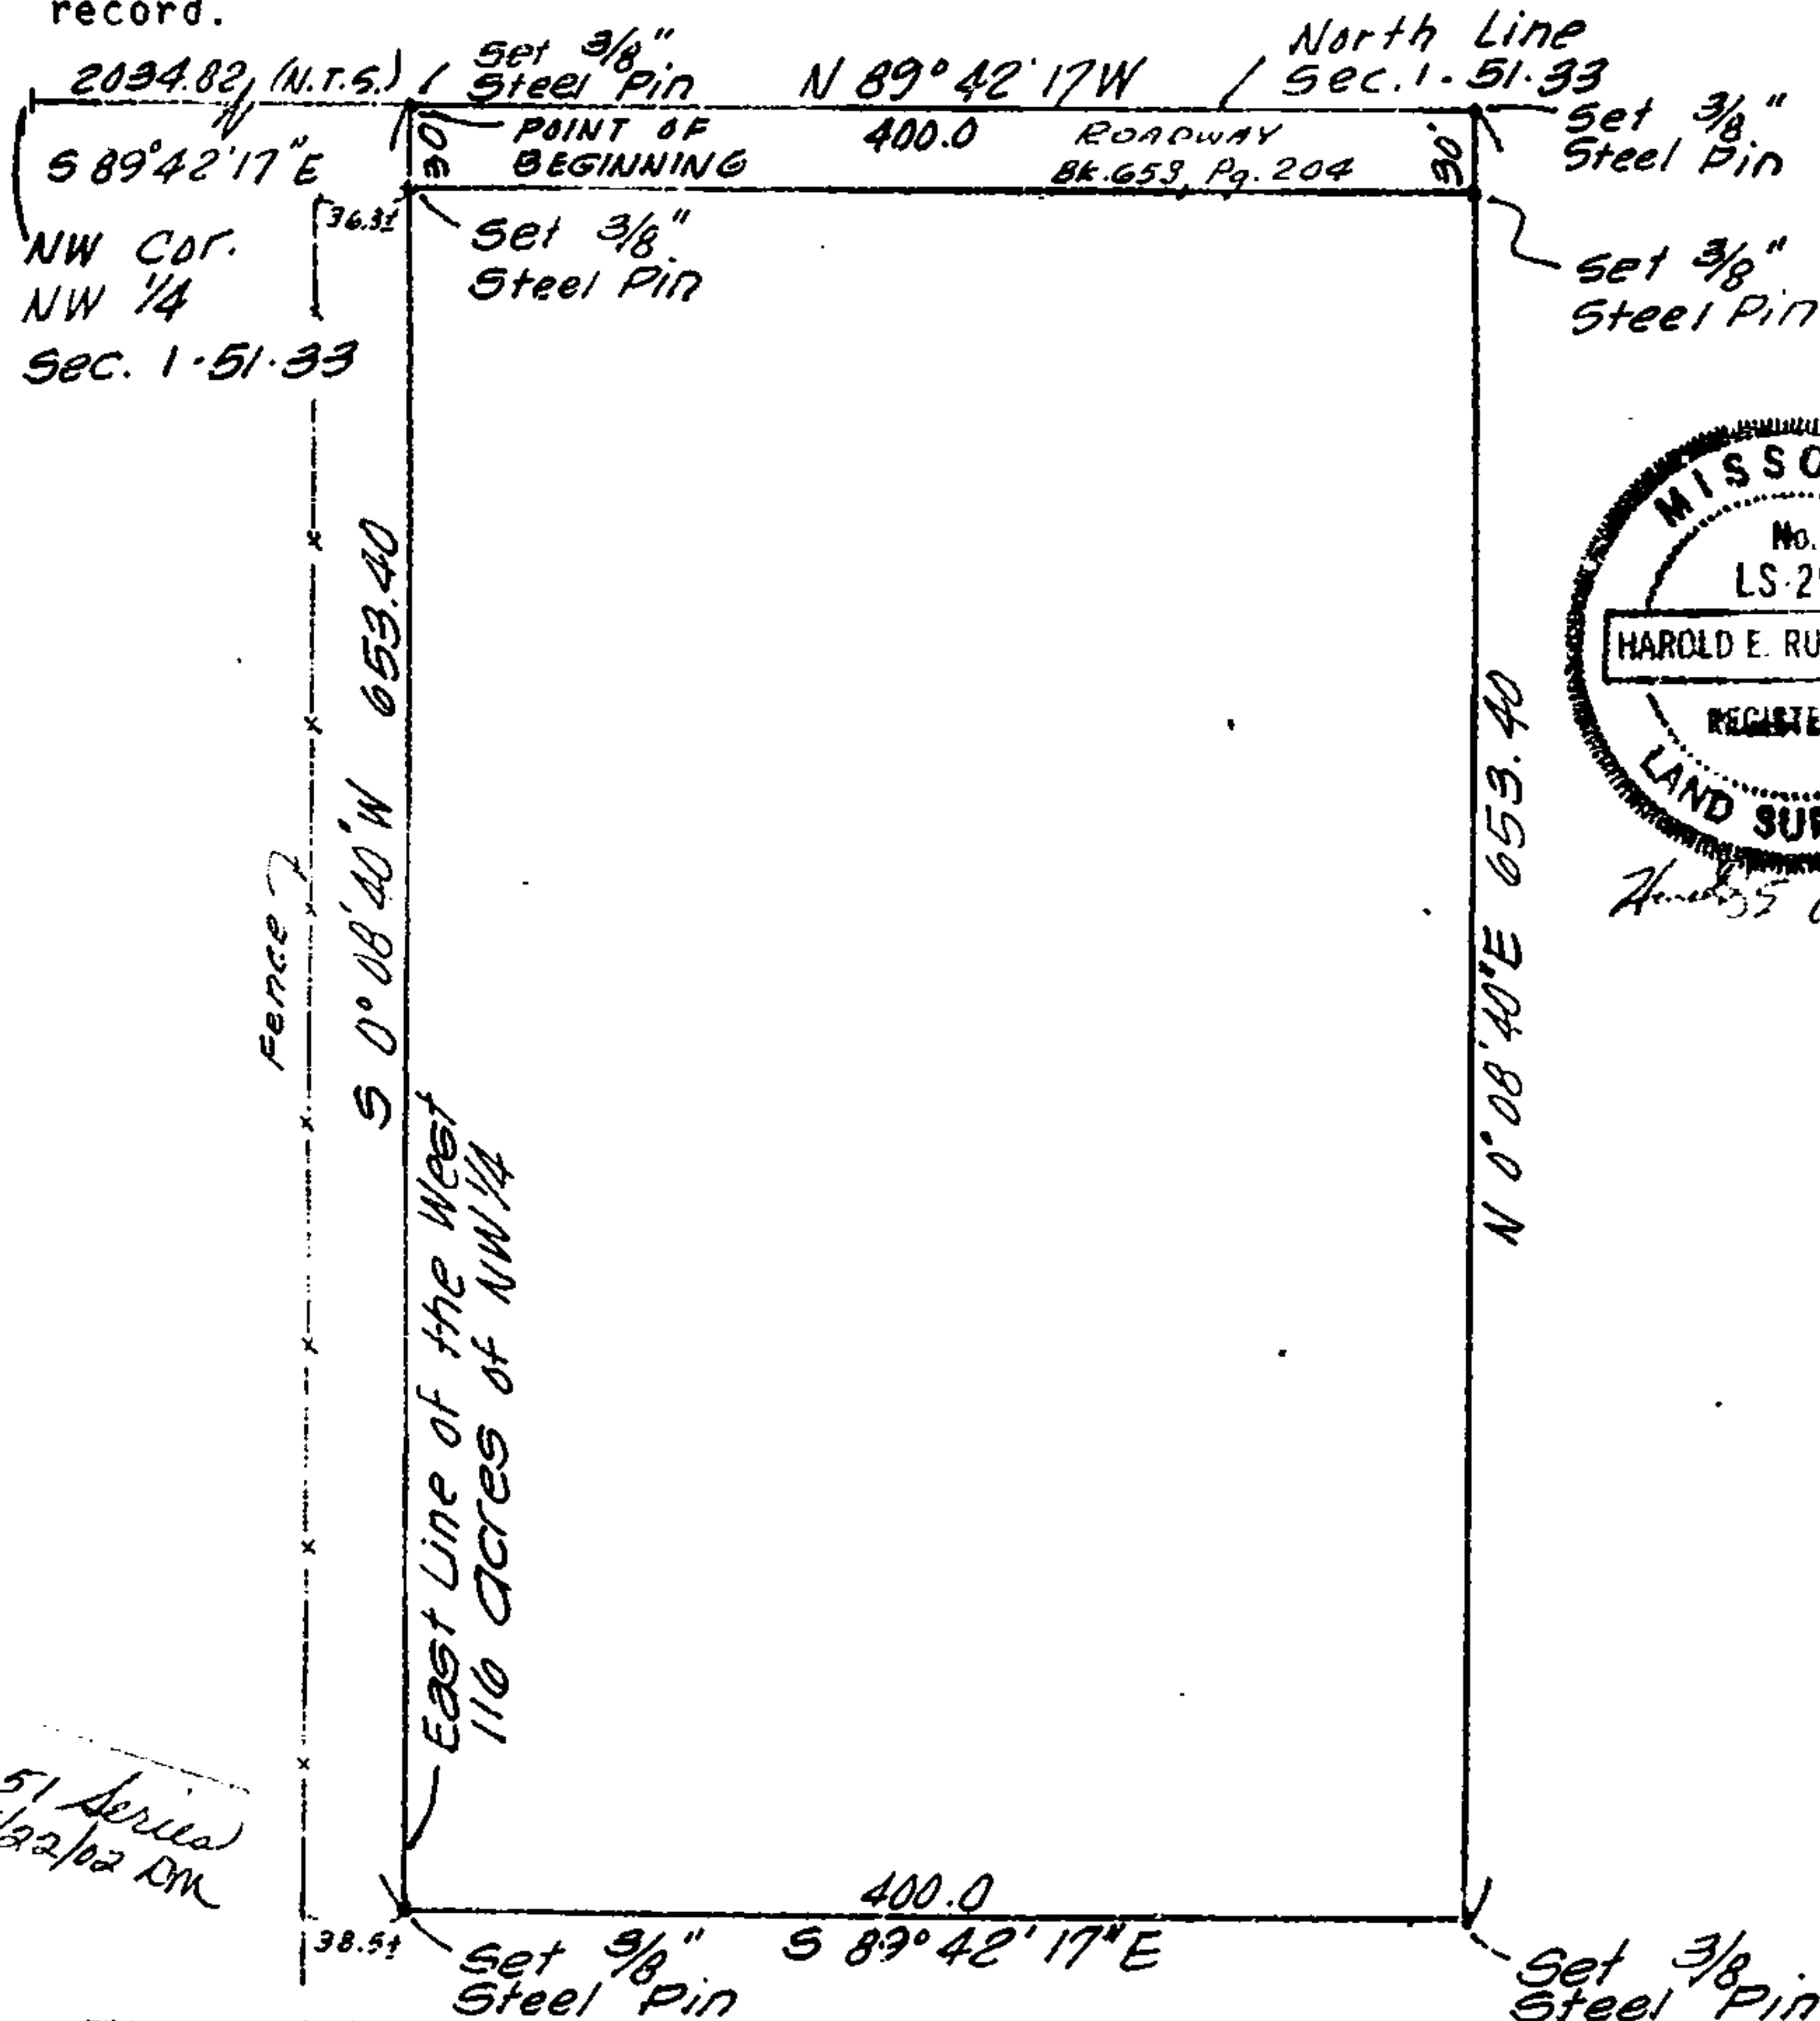 record.
2034.82 (N.T.S.)
Set 3/8"
Steel Pin
N 89° 42' 17" W
North Line
Sec. 1-51-33
Set 3/8"
Steel Pin
S 89°42'17"E
30'
POINT OF
BEGINNING
400.0
ROADWAY
Bk. 653, Pg. 204
30'
36.3±
NW Cor.
NW 1/4
Sec. 1-51-33
Set 3/8"
Steel Pin
Set 3/8"
Steel Pin
S 0° 08' 40" W 653.40
Fence
East Line of the West
116 acres of NW 1/4
N 0° 08' 40" E 653.40
MISSO
No.
LS-2
HAROLD E. RU
REGISTE
LAND SUR
51 Series
/22/02 DM
38.5±
400.0
S 89° 42' 17" E
Set 3/8"
Steel Pin
Set 3/8
Steel Pin